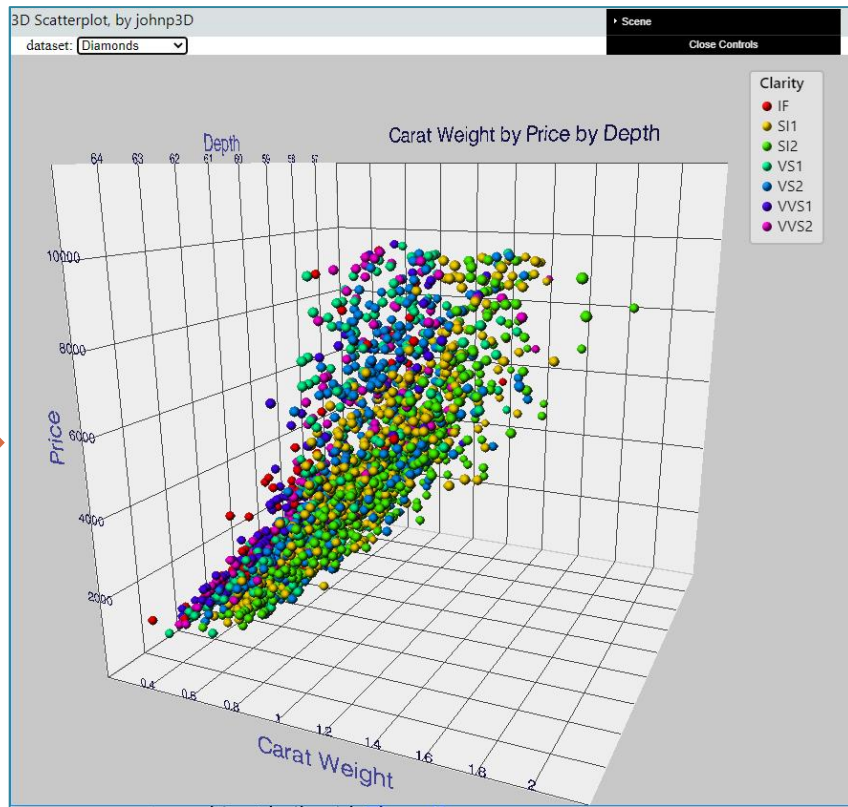 3D Scatterplot, by johnp3D
Scene
dataset: Diamonds
Close Controls
Clarity
IF
SI1
SI2
VS1
VS2
VVS1
VVS2
Carat Weight by Price by Depth
Depth
64 63 62 61 60 59 58 57
10000
8000
6000
4000
2000
Price
0.4 0.6 0.8 1 1.2 1.4 1.6 1.8 2
Carat Weight